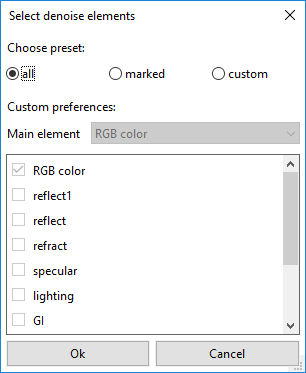 Select denoise elements
Choose preset:
all marked custom
Custom preferences:
Main element RGB color
RGB color
reflect1
reflect
refract
specular
lighting
GI
Ok Cancel